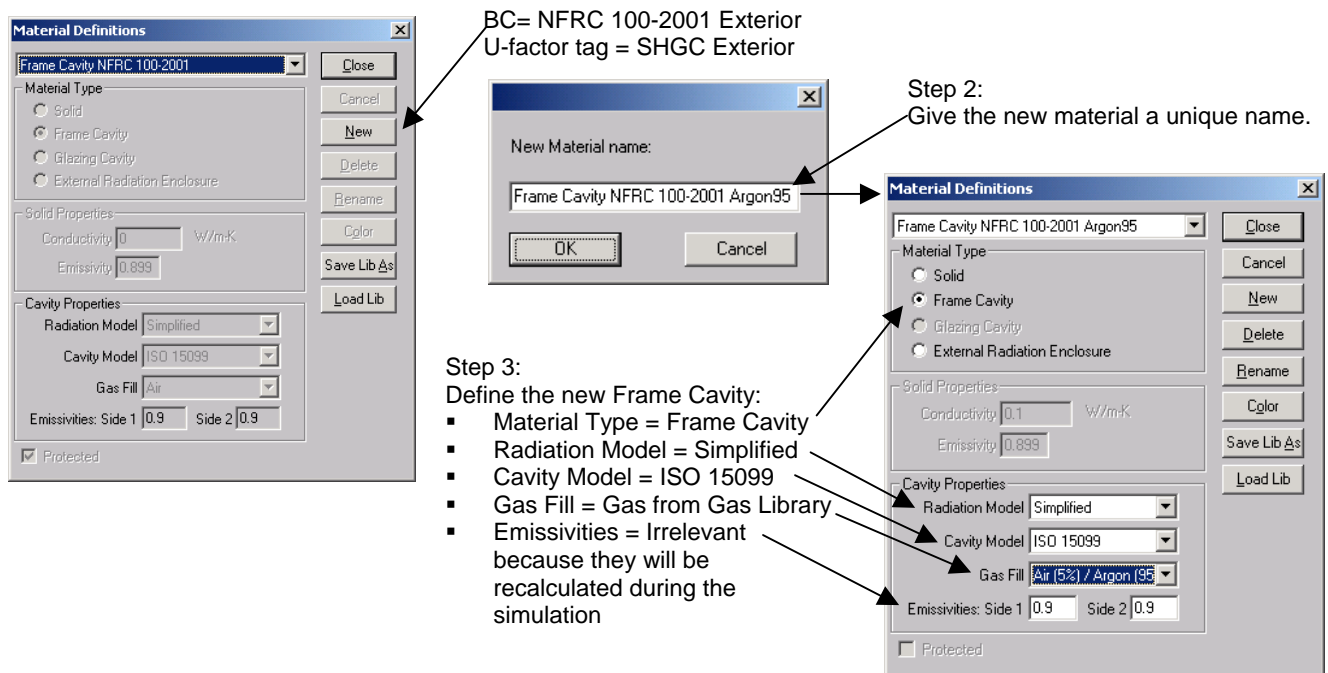 BC= NFRC 100-2001 Exterior
U-factor tag = SHGC Exterior
Material Definitions
Frame Cavity NFRC 100-2001
Close
Material Type
Solid
Frame Cavity
Glazing Cavity
External Radiation Enclosure
Cancel
New
Delete
Rename
Color
Save Lib As
Load Lib
Solid Properties
Conductivity 0 W/m-K
Emissivity 0.899
Cavity Properties
Radiation Model Simplified
Cavity Model ISO 15099
Gas Fill Air
Emissivities: Side 1 0.9 Side 2 0.9
Protected
New Material name:
Frame Cavity NFRC 100-2001 Argon95
OK Cancel
Step 2:
Give the new material a unique name.
Step 3:
Define the new Frame Cavity:
▪ Material Type = Frame Cavity
▪ Radiation Model = Simplified
▪ Cavity Model = ISO 15099
▪ Gas Fill = Gas from Gas Library
▪ Emissivities = Irrelevant
because they will be
recalculated during the
simulation
Material Definitions
Frame Cavity NFRC 100-2001 Argon95
Close
Material Type
Solid
Frame Cavity
Glazing Cavity
External Radiation Enclosure
Cancel
New
Delete
Rename
Color
Save Lib As
Load Lib
Solid Properties
Conductivity 0.1 W/m-K
Emissivity 0.899
Cavity Properties
Radiation Model Simplified
Cavity Model ISO 15099
Gas Fill Air (5%) / Argon (95
Emissivities: Side 1 0.9 Side 2 0.9
Protected